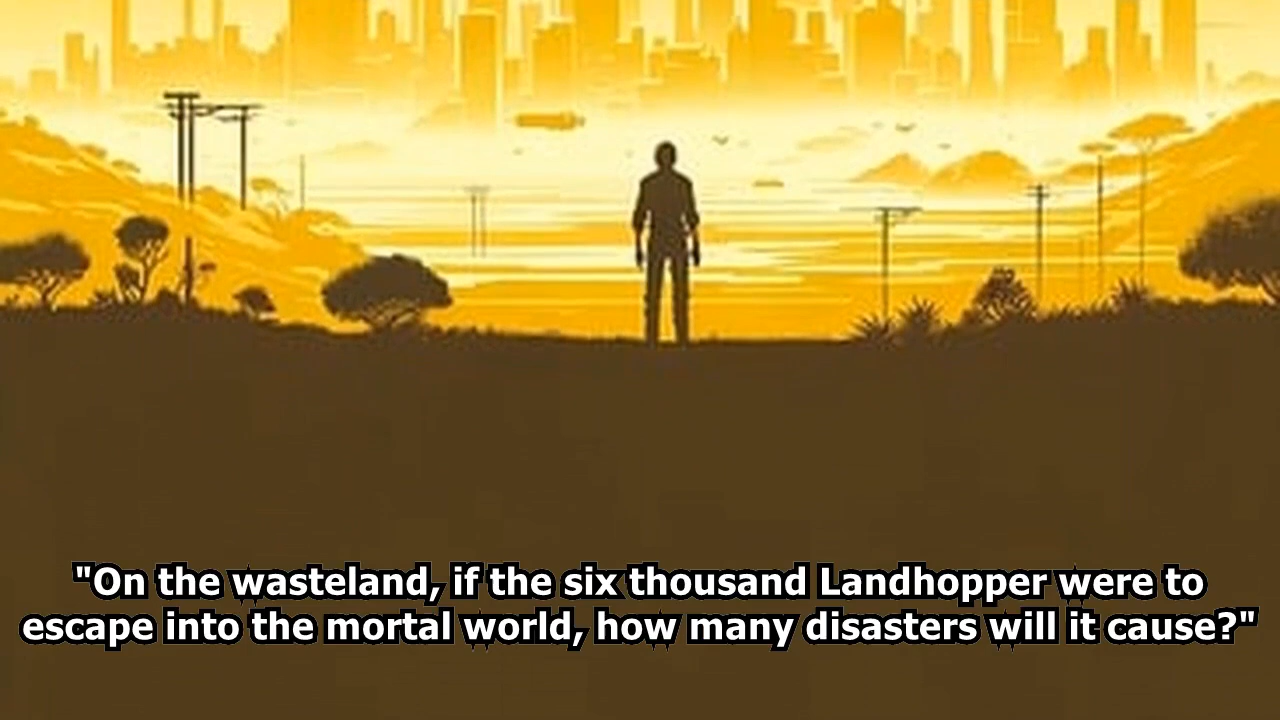 "On the wasteland, if the six thousand Landhopper were to
escape into the mortal world, how many disasters will it cause?"